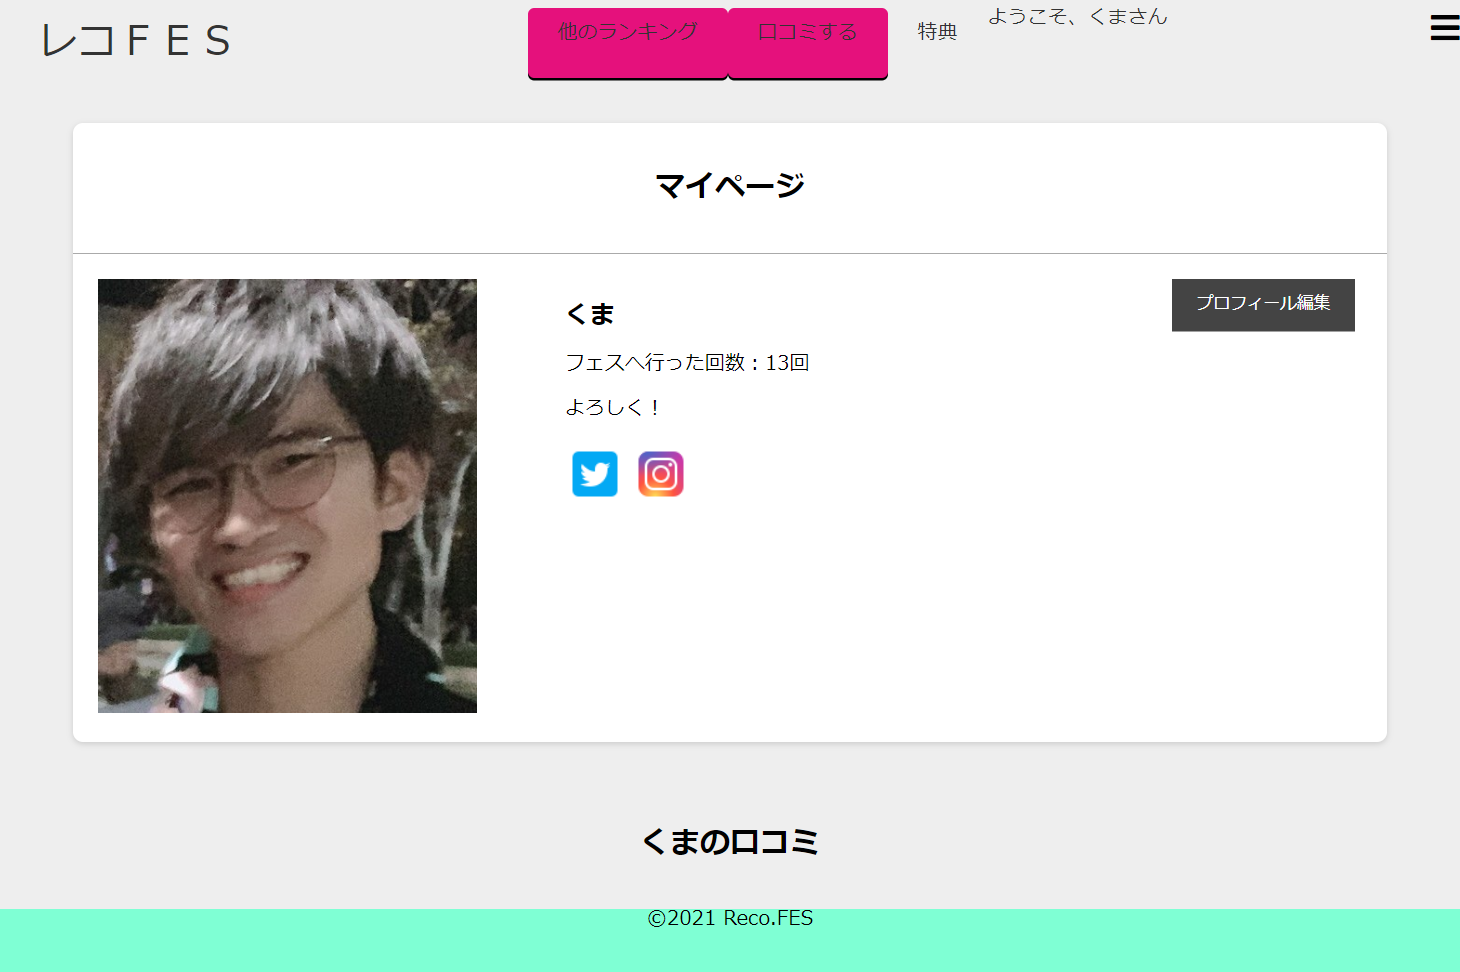 レコＦＥＳ
他のランキング
口コミする
特典
ようこそ、くまさん
マイページ
くま
プロフィール編集
フェスへ行った回数：13回
よろしく！
くまの口コミ
©2021 Reco.FES